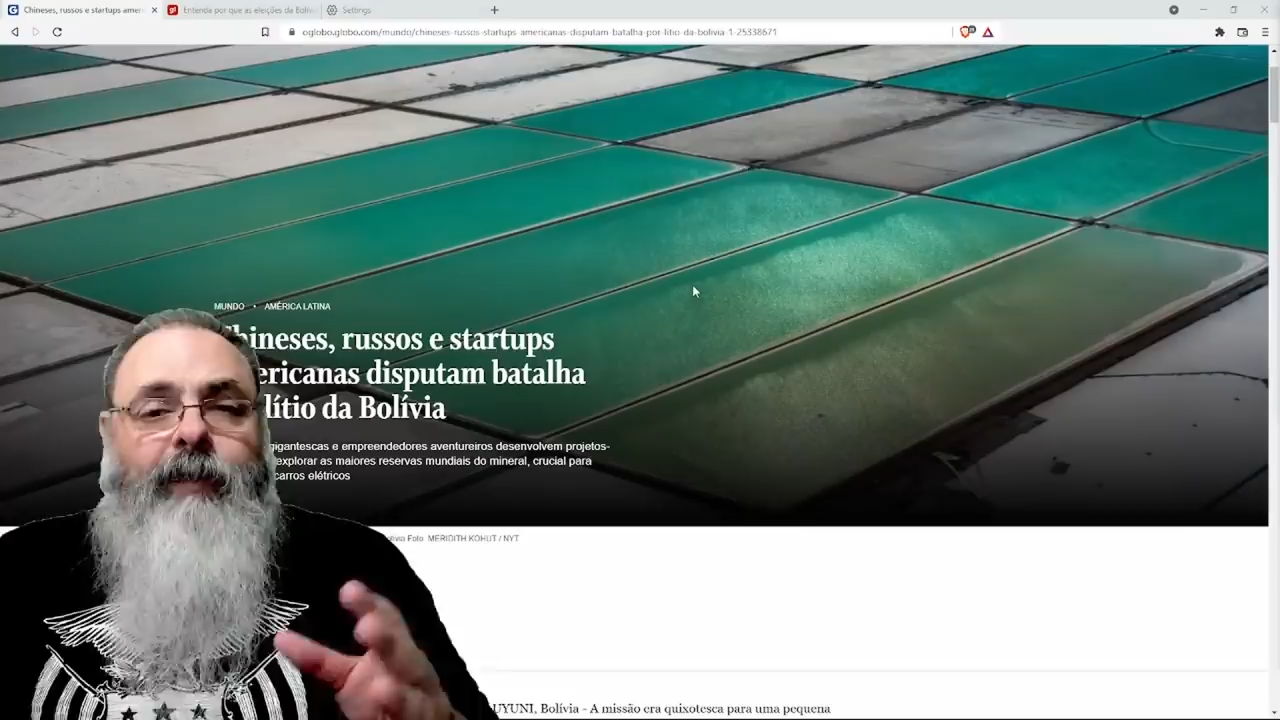 Chineses, russos e startups amer
Entenda por que as eleições da Bolív
Settings
oglobo.globo.com/mundo/chineses-russos-startups-americanas-disputam-batalha-por-litio-da-bolivia-1-25338671
MUNDO • AMÉRICA LATINA
hineses, russos e startups
ericanas disputam batalha
lítio da Bolívia
gigantescas e empreendedores aventureiros desenvolvem projetos-
explorar as maiores reservas mundiais do mineral, crucial para
carros elétricos
Foto MERIDITH KOHUT / NYT
UYUNI, Bolívia - A missão era quixotesca para uma pequena